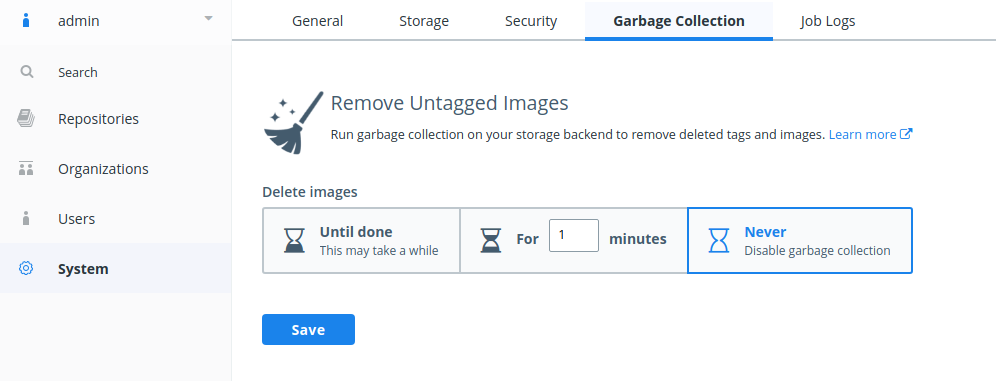 admin
Search
Repositories
Organizations
Users
System
General Storage Security Garbage Collection Job Logs
Remove Untagged Images
Run garbage collection on your storage backend to remove deleted tags and images. Learn more
Delete images
Until done
This may take a while
For 1 minutes
Never
Disable garbage collection
Save